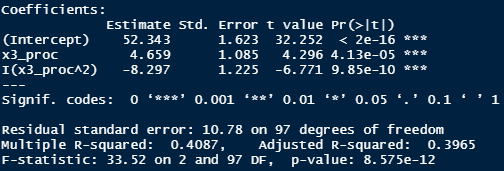 Coefficients:
Estimate Std. Error t value Pr(>|t|)
(Intercept) 52.343 1.623 32.252 < 2e-16 ***
x3_proc 4.659 1.085 4.296 4.13e-05 ***
I(x3_proc^2) -8.297 1.225 -6.771 9.85e-10 ***
---
Signif. codes: 0 ‘***’ 0.001 ‘**’ 0.01 ‘*’ 0.05 ‘.’ 0.1 ‘ ’ 1
Residual standard error: 10.78 on 97 degrees of freedom
Multiple R-squared: 0.4087, Adjusted R-squared: 0.3965
F-statistic: 33.52 on 2 and 97 DF, p-value: 8.575e-12